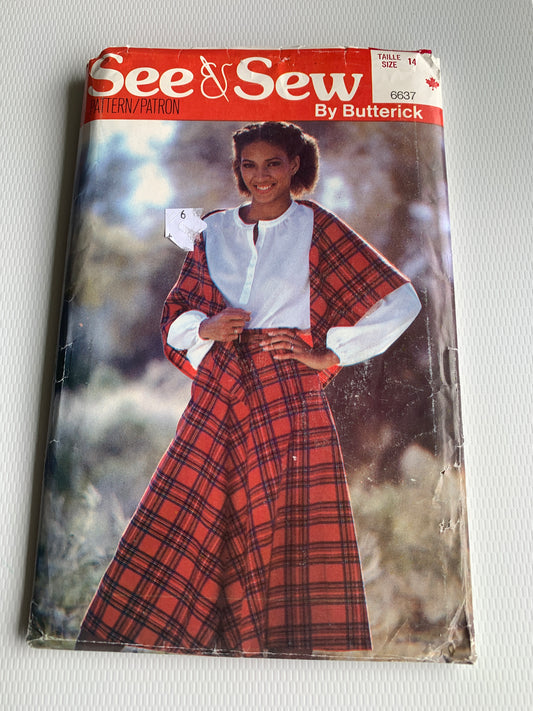 See & Sew
PATTERN/PATRON
By Butterick
TAILLE
SIZE 14
6637
6